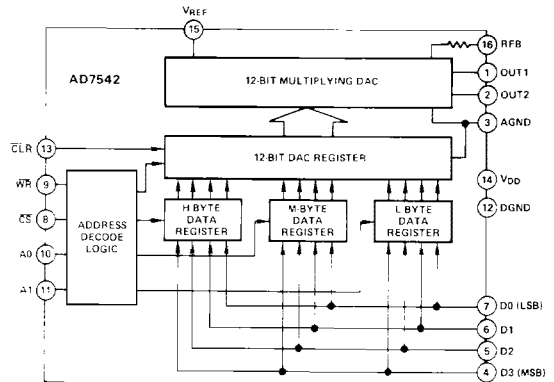 VREF
15
AD7542
12-BIT MULTIPLYING DAC
16 RFB
1 OUT1
2 OUT2
3 AGND
CLR 13
12-BIT DAC REGISTER
WR 9
14 VDD
CS 8
ADDRESS
DECODE
LOGIC
H BYTE
DATA
REGISTER
M-BYTE
DATA
REGISTER
L BYTE
DATA
REGISTER
12 DGND
A0 10
A1 11
7 D0 (LSB)
6 D1
5 D2
4 D3 (MSB)